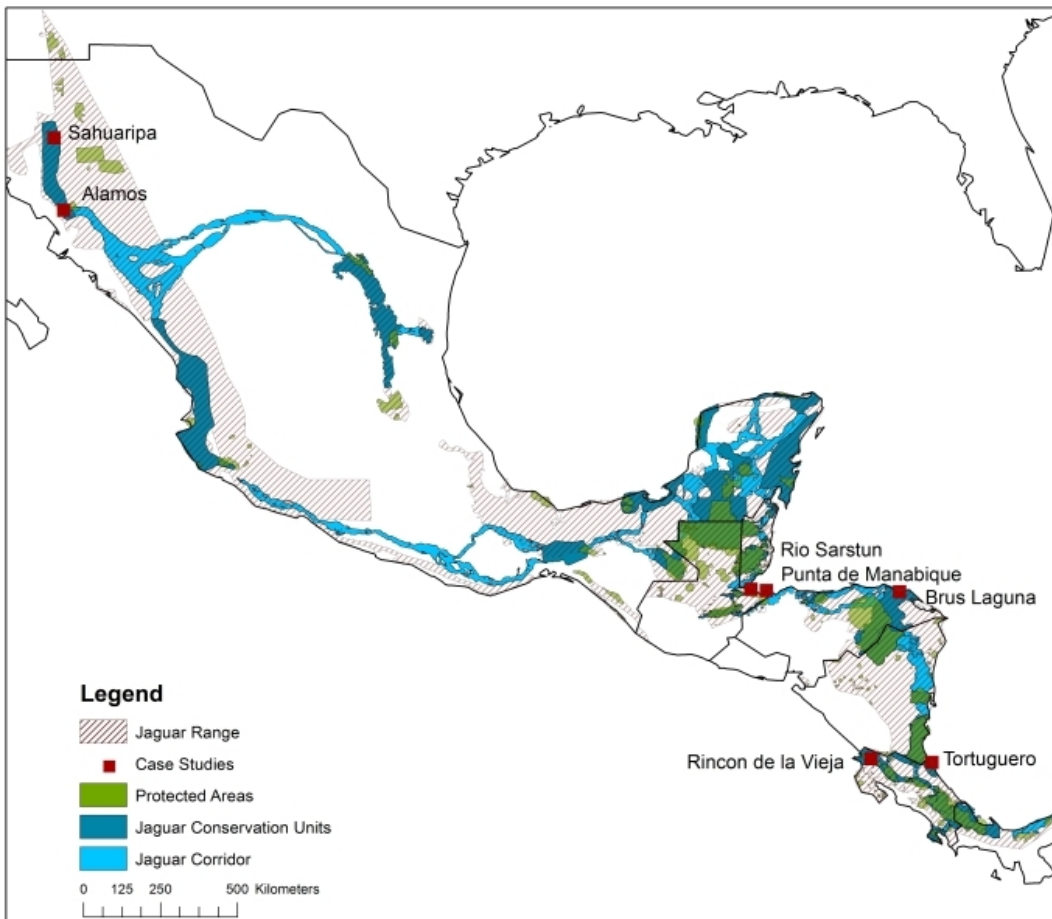 Sahuaripa
Alamos
Rio Sarstun
Punta de Manabique
Brus Laguna
Rincon de la Vieja
Tortuguero
Legend
Jaguar Range
Case Studies
Protected Areas
Jaguar Conservation Units
Jaguar Corridor
0 125 250 500 Kilometers